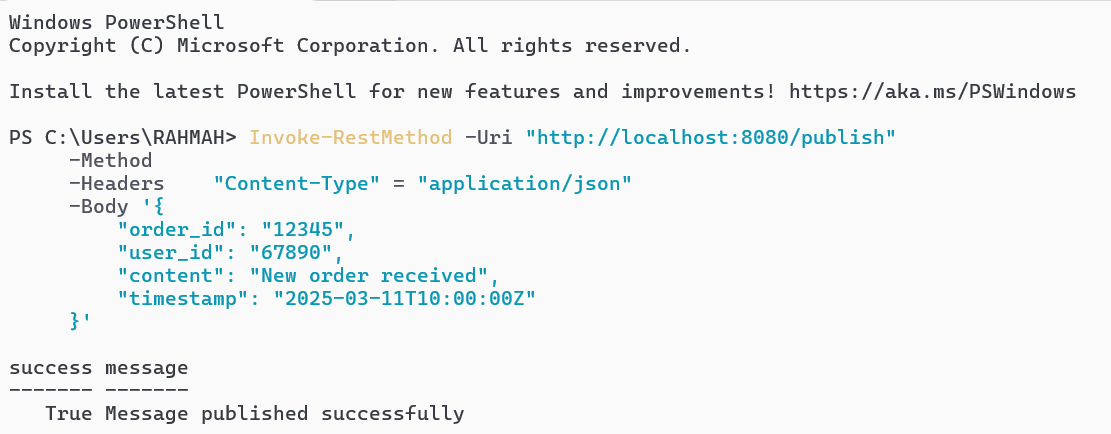 Windows PowerShell
Copyright (C) Microsoft Corporation. All rights reserved.
Install the latest PowerShell for new features and improvements! https://aka.ms/PSWindows
PS C:\Users\RAHMAH> Invoke-RestMethod -Uri "http://localhost:8080/publish"
-Method
-Headers "Content-Type" = "application/json"
-Body '{
"order_id": "12345",
"user_id": "67890",
"content": "New order received",
"timestamp": "2025-03-11T10:00:00Z"
}'
success message
------- -------
True Message published successfully